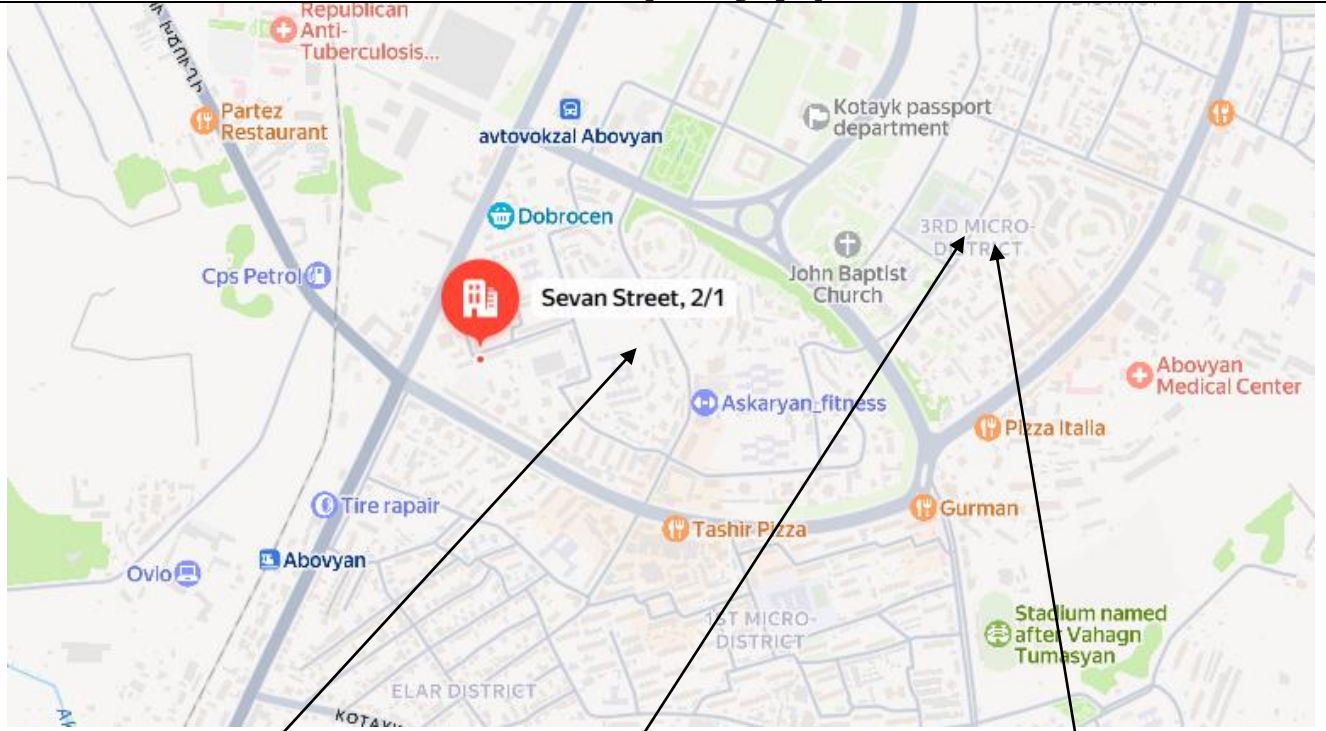 Republican
Anti-
Tuberculosis...
Partez
Restaurant
avtovokzal Abovyan
Kotayk passport
department
Dobrocen
3RD MICRO-
DISTRICT
John Baptist
Church
Cps Petrol
Sevan Street, 2/1
Abovyan
Medical Center
Askaryan_fitness
Pizza Italia
Tire rapair
Gurman
Tashir Pizza
Abovyan
Ovio
1ST MICRO-
DISTRICT
Stadium named
after Vahagn
Tumasyan
ELAR DISTRICT